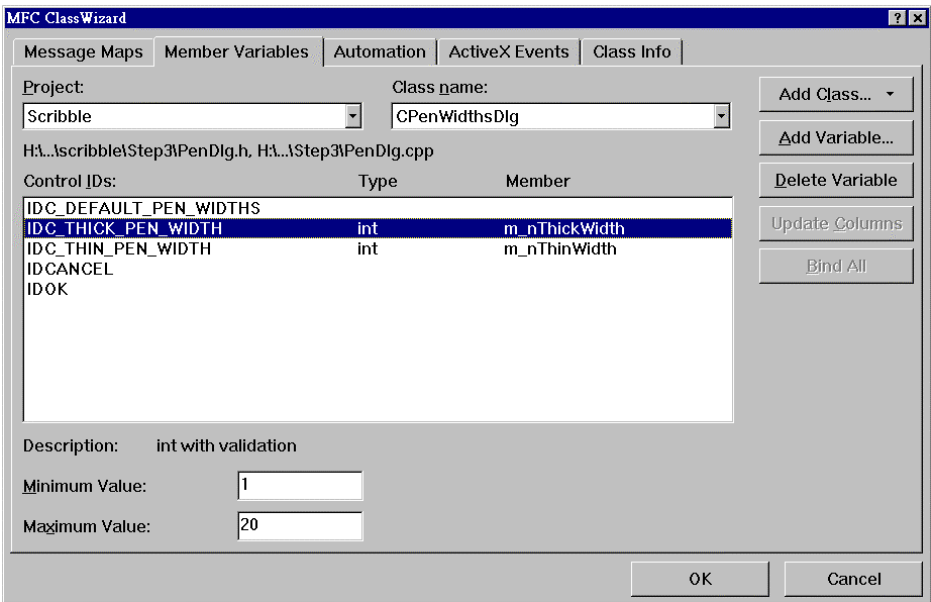 MFC ClassWizard
Message Maps Member Variables Automation ActiveX Events Class Info
Project: Class name:
Scribble CPenWidthsDlg
Add Class...
Add Variable...
H:\...\scribble\Step3\PenDlg.h, H:\...\Step3\PenDlg.cpp
Control IDs: Type Member
Delete Variable
IDC_DEFAULT_PEN_WIDTHS
IDC_THICK_PEN_WIDTH int m_nThickWidth
Update Columns
IDC_THIN_PEN_WIDTH int m_nThinWidth
IDCANCEL
Bind All
IDOK
Description: int with validation
Minimum Value: 1
Maximum Value: 20
OK Cancel